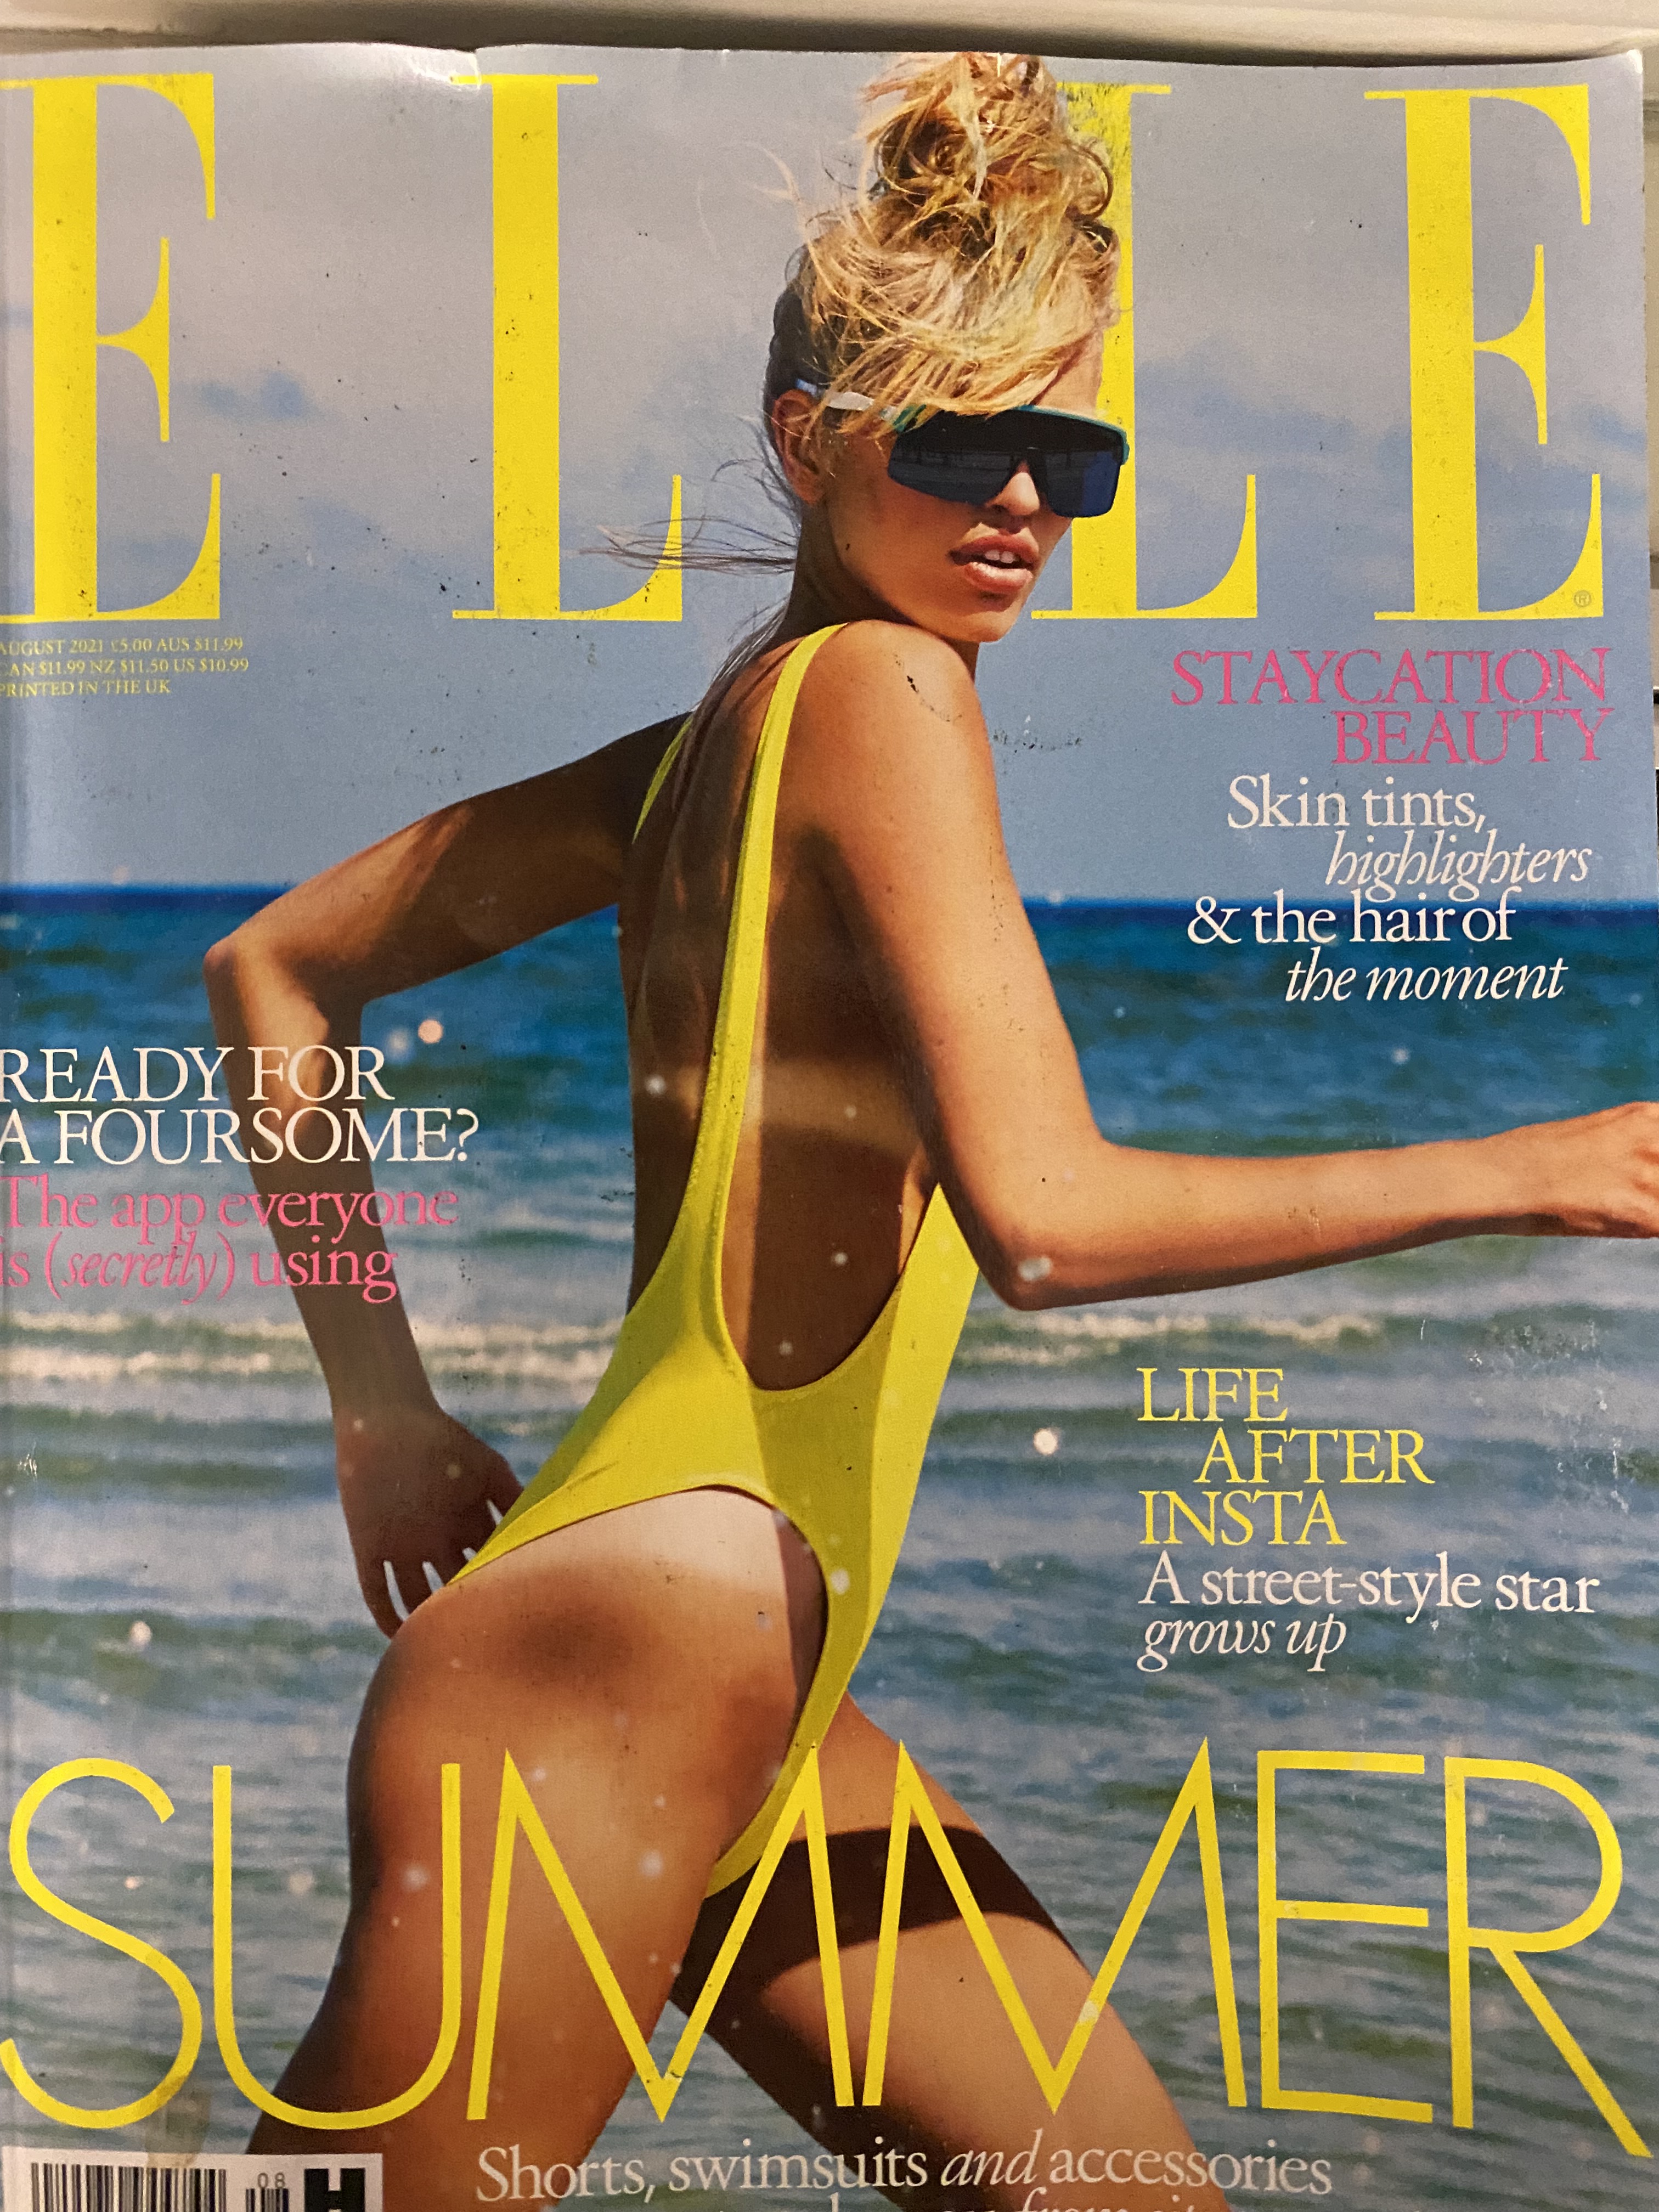 ELLE
AUGUST 2021 £5.00 AUS $11.99
CAN $11.99 NZ $11.50 US $10.99
PRINTED IN THE UK
STAYCATION
BEAUTY
Skin tints,
highlighters
& the hair of
the moment
READY FOR
A FOURSOME?
The app everyone
is (secretly) using
LIFE
AFTER
INSTA
A street-style star
grows up
SUMMER
Shorts, swimsuits and accessories
08
H